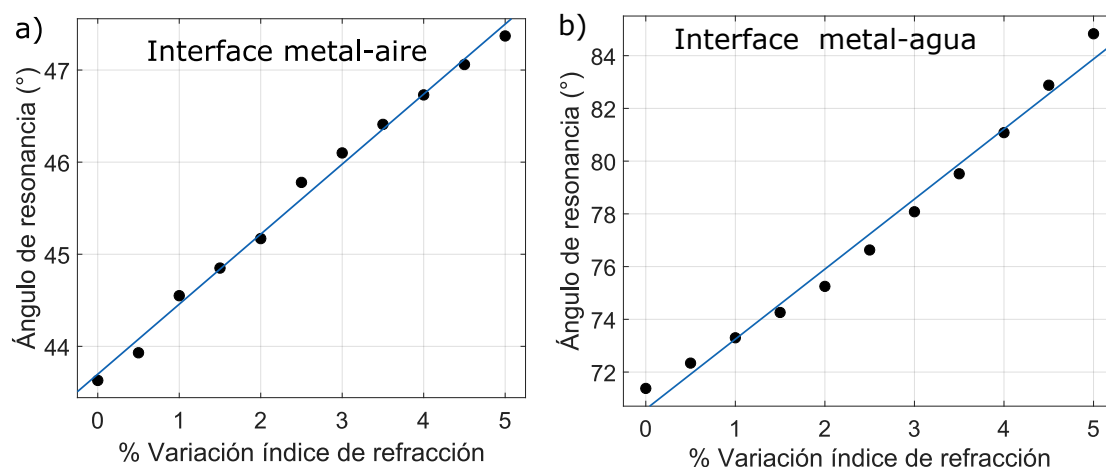 a)
Interface metal-aire
Ángulo de resonancia (°)
47
46
45
44
0 1 2 3 4 5
% Variación índice de refracción
b)
Interface metal-agua
Ángulo de resonancia (°)
84
82
80
78
76
74
72
0 1 2 3 4 5
% Variación índice de refracción